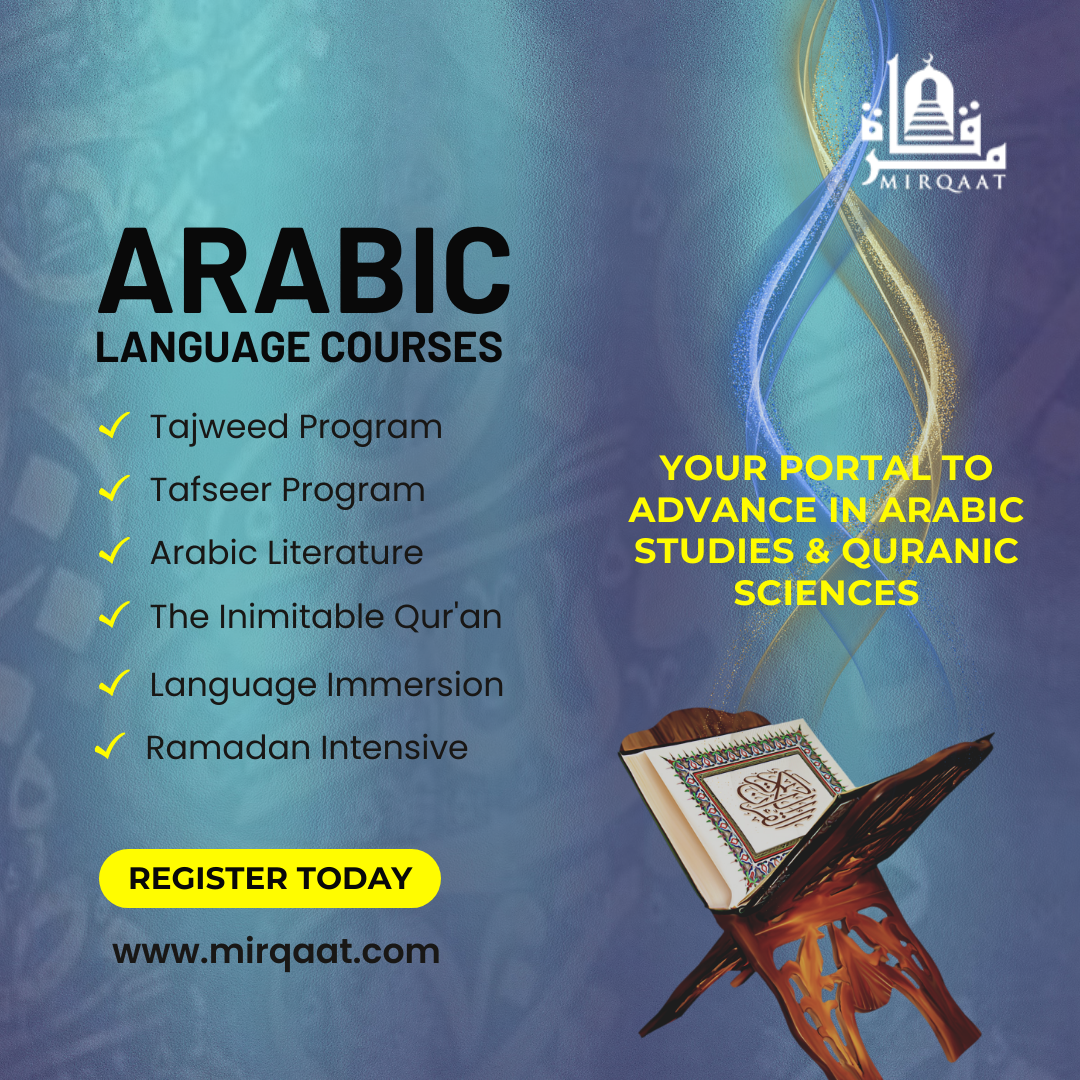 مرقاة
MIRQAAT
ARABIC
LANGUAGE COURSES
Tajweed Program
Tafseer Program
Arabic Literature
The Inimitable Qur'an
Language Immersion
Ramadan Intensive
YOUR PORTAL TO
ADVANCE IN ARABIC
STUDIES & QURANIC
SCIENCES
REGISTER TODAY
www.mirqaat.com